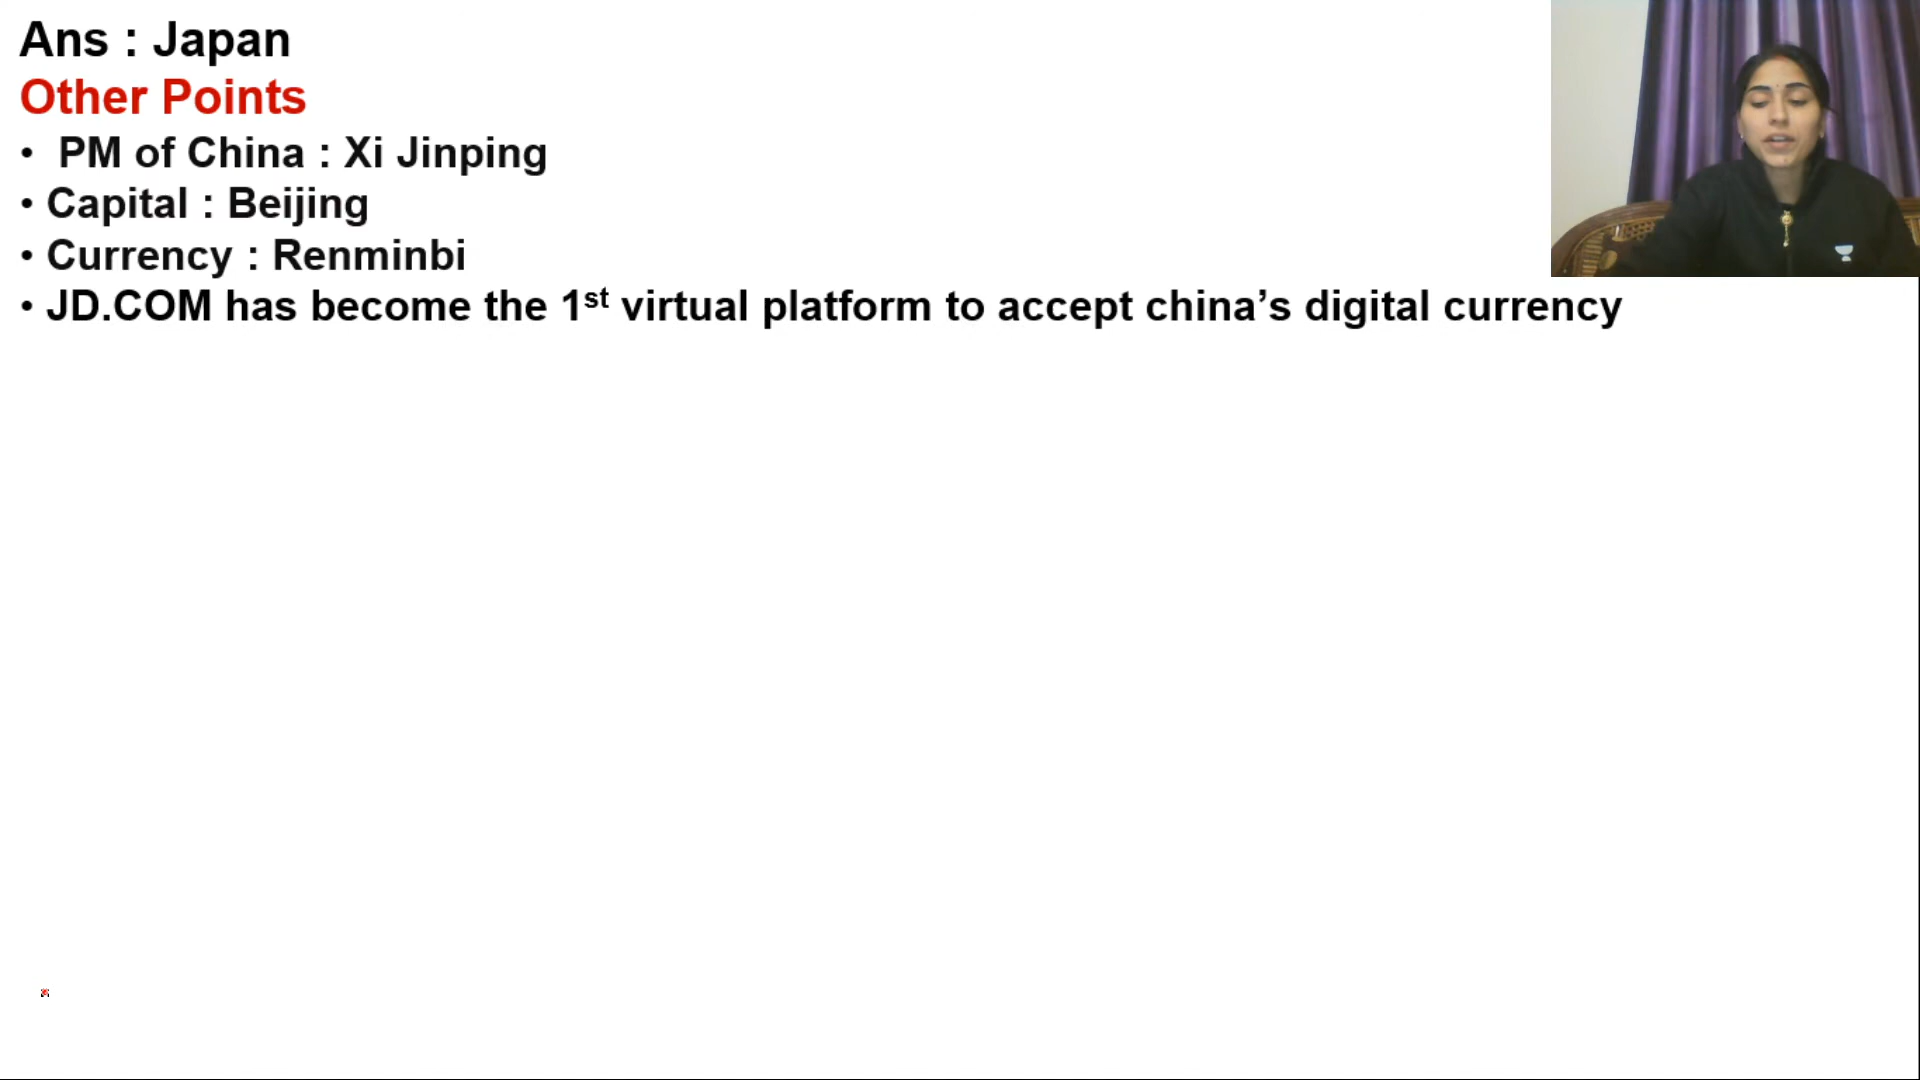 Ans : Japan
Other Points
• PM of China : Xi Jinping
• Capital : Beijing
• Currency : Renminbi
• JD.COM has become the 1st virtual platform to accept china’s digital currency